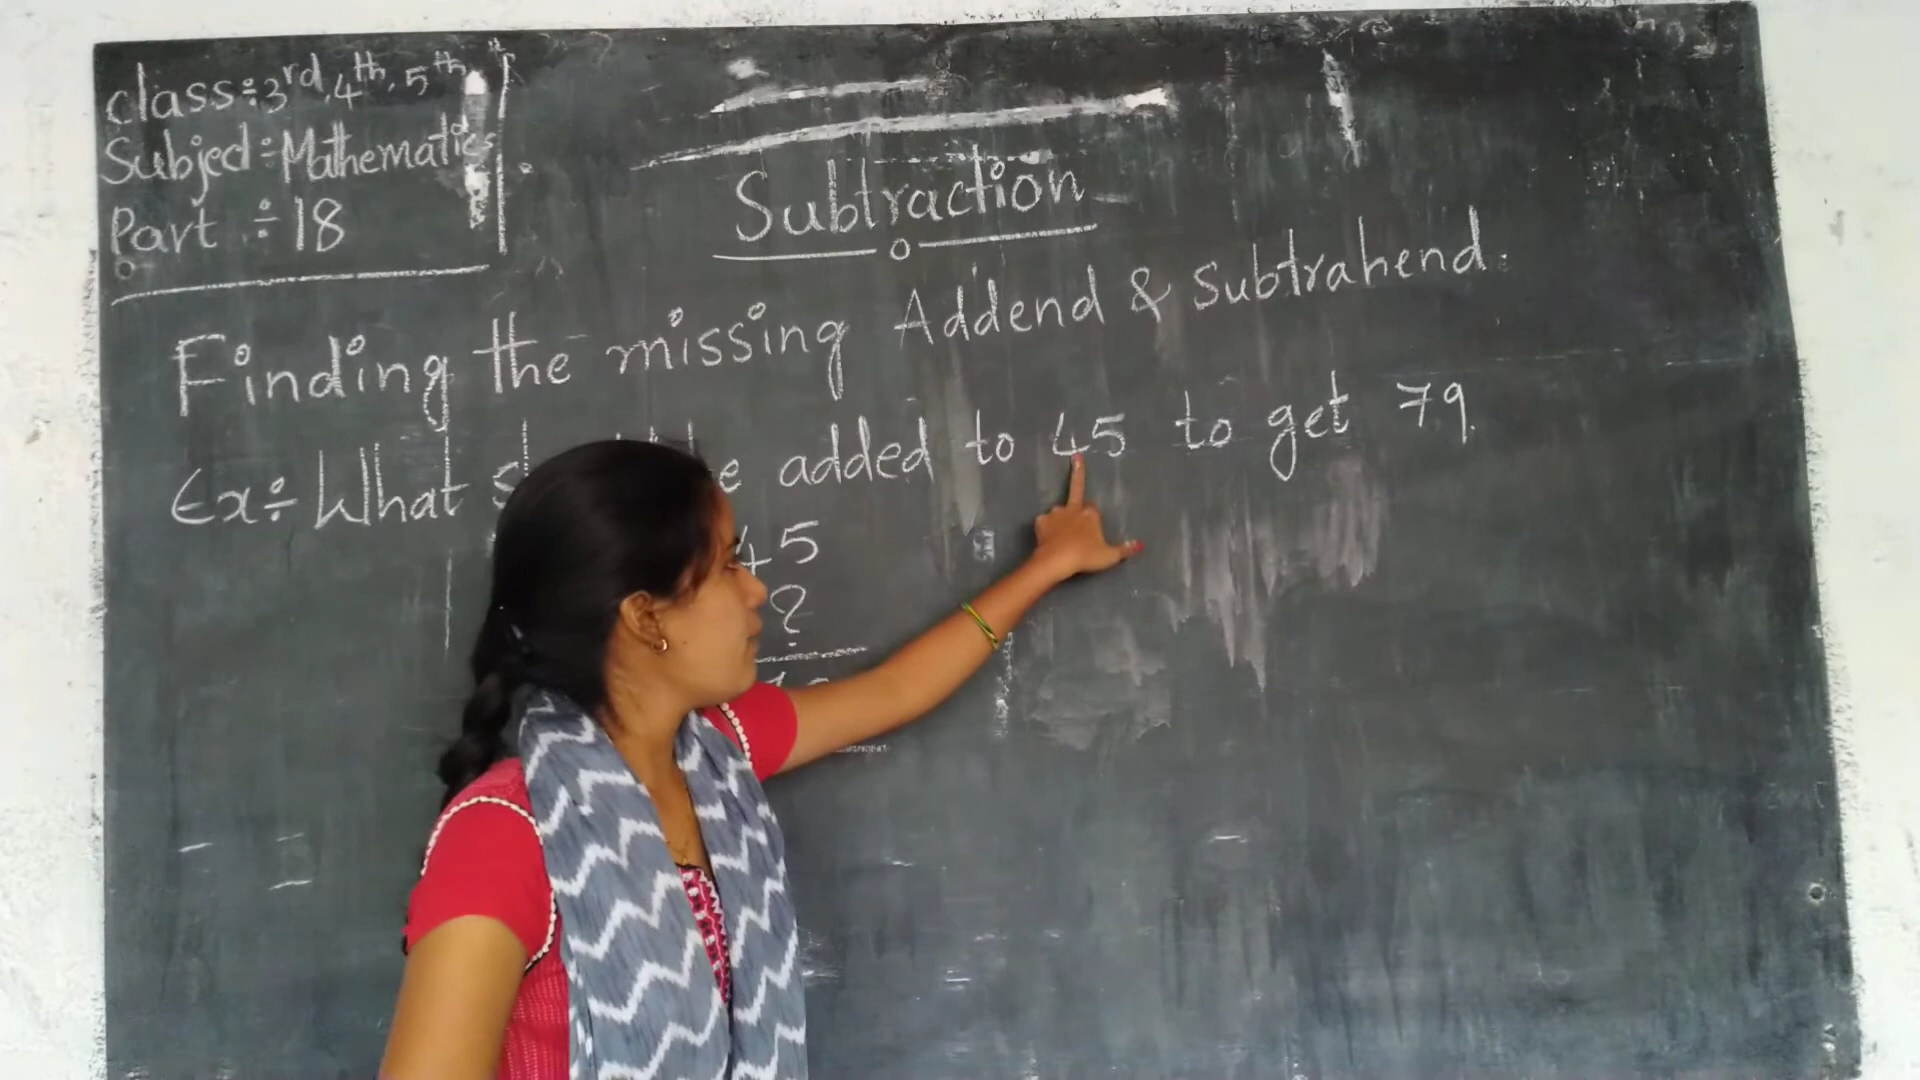 class÷3rd,4th,5th
Subject÷Mathematics
Part ÷18
Subtraction
Finding the missing Addend & Subtrahend.
Ex÷What added to 45 to get 79
45
?